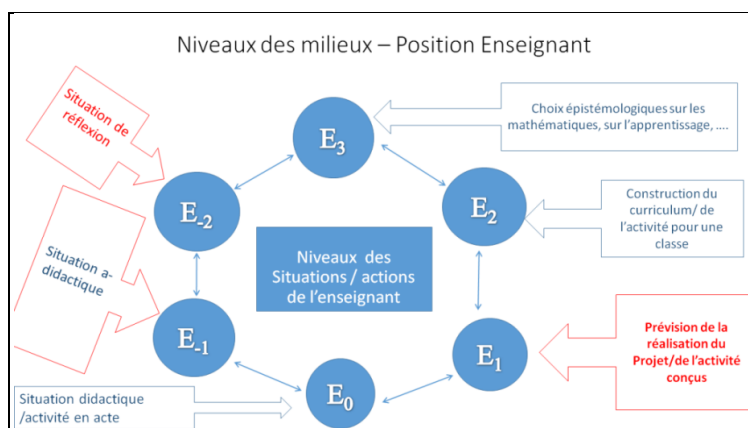 Niveaux des milieux – Position Enseignant
Situation de
réflexion
E₃
Choix épistémologiques sur les
mathématiques, sur l'apprentissage, ....
E₋₂
E₂
Construction du
curriculum/ de
l'activité pour une
classe
Situation a-
didactique
Niveaux des
Situations / actions
de l'enseignant
E₋₁
E₁
Prévision de la
réalisation du
Projet/de l'activité
conçus
Situation didactique
/activité en acte
E₀